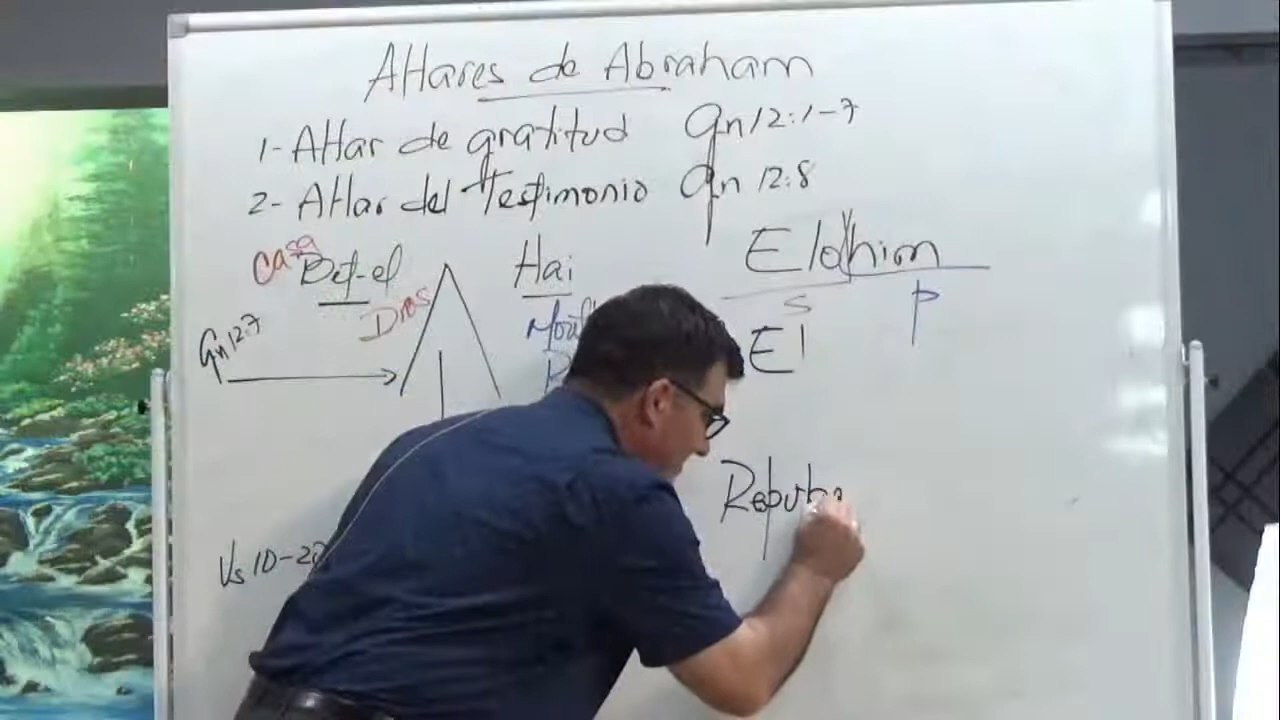 Altares de Abraham
1- Altar de gratitud Gn 12:1-7
2- Altar del Testimonio Gn 12:8
Casa
Bet-el
Dios
Hai
Elohim
s p
El
Gn 12:7
Vs 10-20